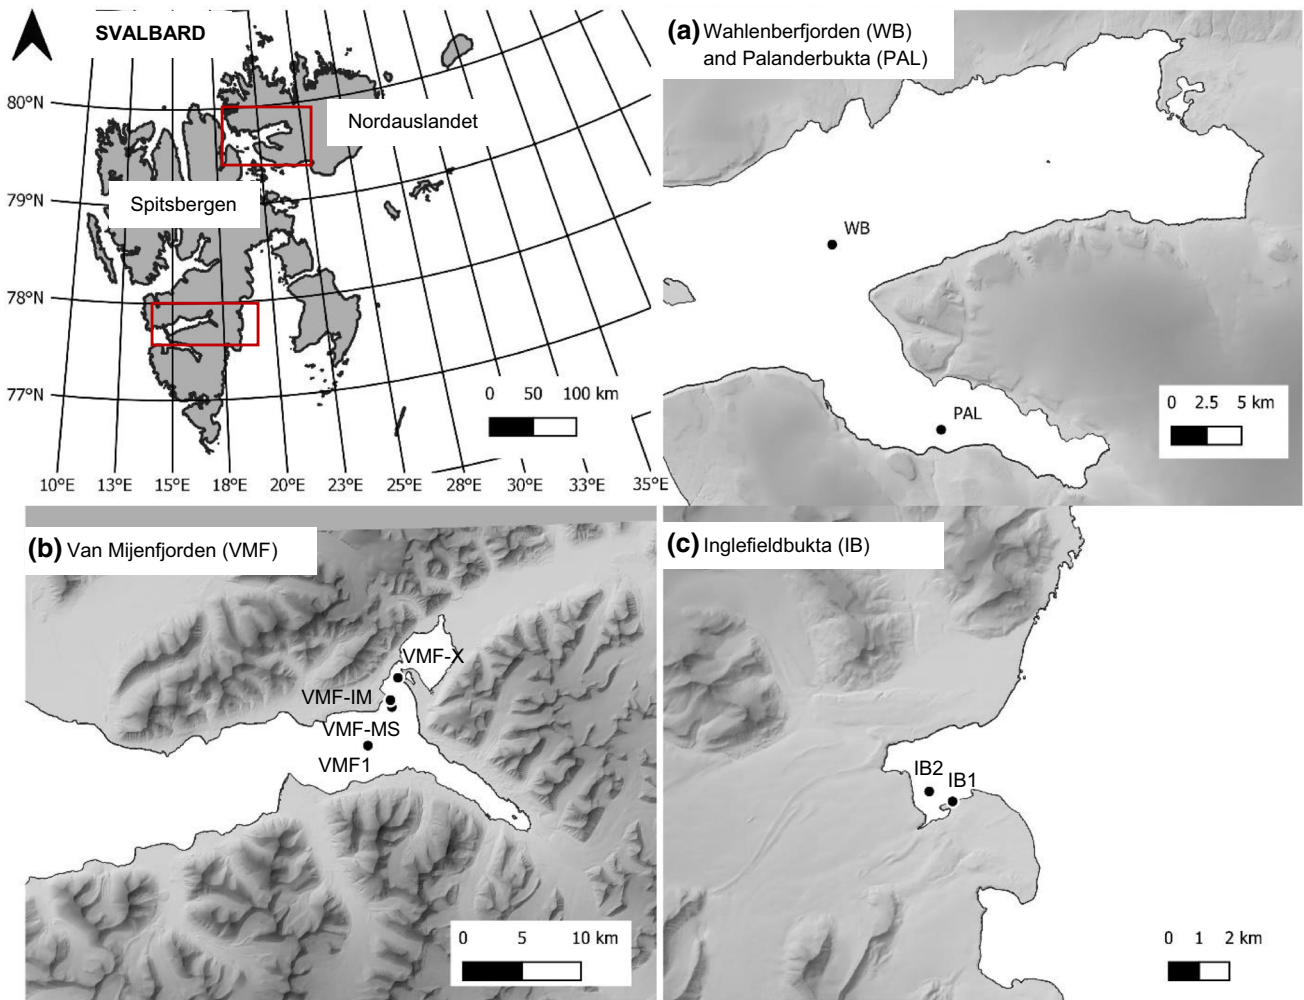 SVALBARD
80°N
79°N
78°N
77°N
Nordauslandet
Spitsbergen
0 50 100 km
10°E 13°E 15°E 18°E 20°E 23°E 25°E 28°E 30°E 33°E 35°E
(a) Wahlenberfjorden (WB)
and Palanderbukta (PAL)
WB
PAL
0 2.5 5 km
(b) Van Mijenfjorden (VMF)
VMF-X
VMF-IM
VMF-MS
VMF1
0 5 10 km
(c) Inglefieldbukta (IB)
IB2
IB1
0 1 2 km